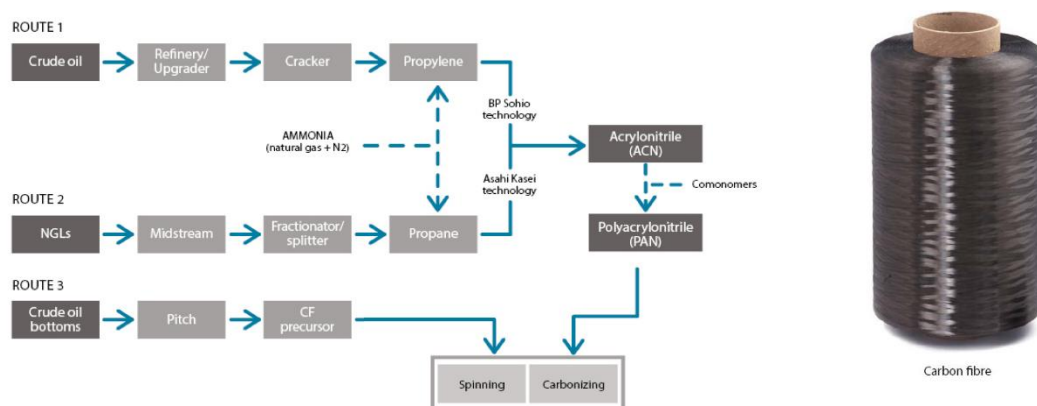 ROUTE 1
Crude oil
Refinery/
Upgrader
Cracker
Propylene
BP Sohio
technology
AMMONIA
(natural gas + N2)
Acrylonitrile
(ACN)
Asahi Kasei
technology
Comonomers
ROUTE 2
NGLs
Midstream
Fractionator/
splitter
Propane
Polyacrylonitrile
(PAN)
ROUTE 3
Crude oil
bottoms
Pitch
CF
precursor
Spinning
Carbonizing
Carbon fibre